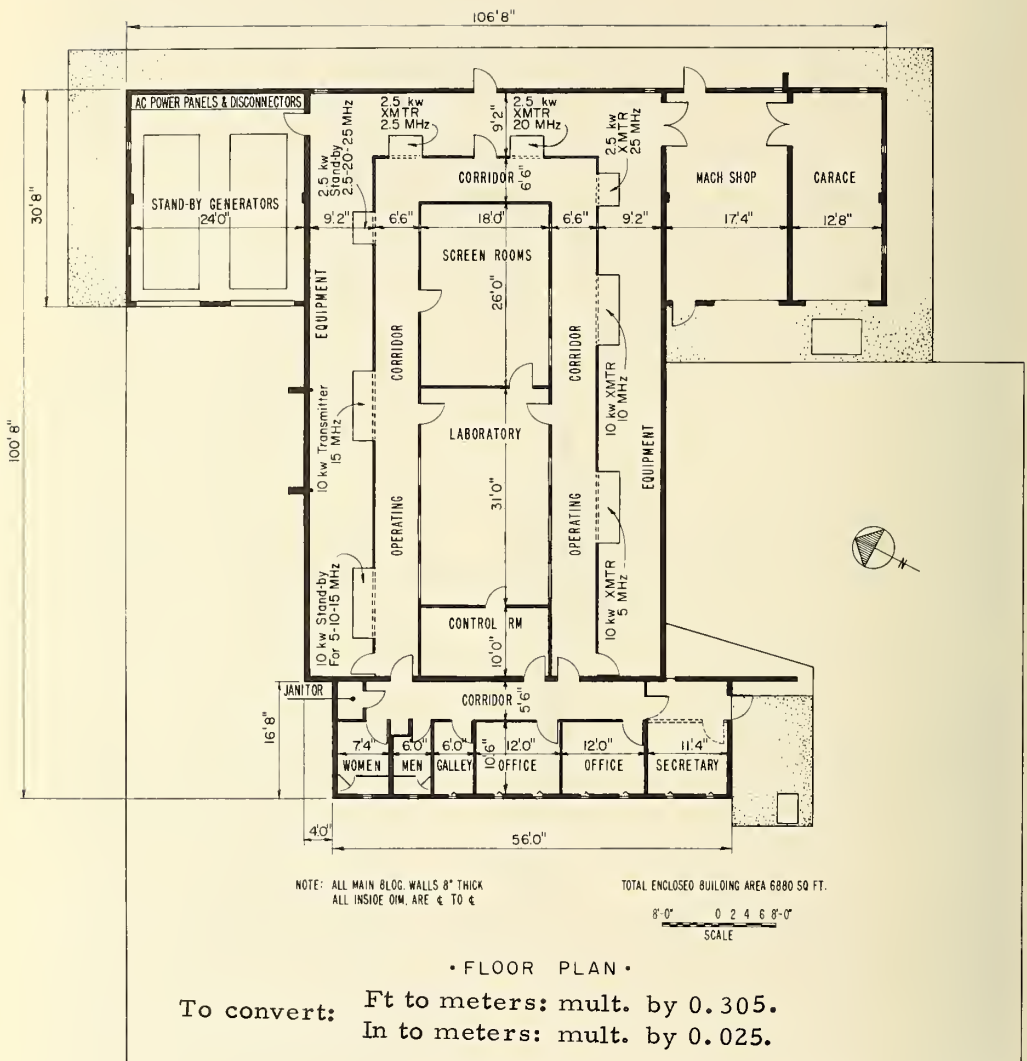 106'8"
AC POWER PANELS & DISCONNECTORS
2.5 kw
XMTR
2.5 MHz
9'2"
2.5 kw
XMTR
20 MHz
2.5 kw
XMTR
25 MHz
2.5 kw
Stand-by
2.5-20-25 MHz
CORRIDOR
6'6"
30'8"
STAND-BY GENERATORS
24'0"
9'2"
6'6"
18'0"
6'6"
9'2"
MACH SHOP
17'4"
CARACE
12'8"
SCREEN ROOMS
26'0"
EQUIPMENT
CORRIDOR
CORRIDOR
10 kw XMTR
10 MHz
100'8"
10 kw Transmitter
15 MHz
LABORATORY
31'0"
EQUIPMENT
OPERATING
OPERATING
10 kw XMTR
5 MHz
N
10 kw Stand-by
For 5-10-15 MHz
CONTROL RM
10'0"
JANITOR
CORRIDOR
5'6"
16'8"
7'4"
WOMEN
6'0"
MEN
6'0"
GALLEY
10'6"
12'0"
OFFICE
12'0"
OFFICE
11'4"
SECRETARY
4'0"
56'0"
NOTE: ALL MAIN BLOG. WALLS 8" THICK
ALL INSIDE OIM, ARE ℄ TO ℄
TOTAL ENCLOSED BUILOING AREA 6880 SQ FT.
8'-0" 0 2 4 6 8'-0"
SCALE
• FLOOR PLAN •
To convert: Ft to meters: mult. by 0.305.
In to meters: mult. by 0.025.